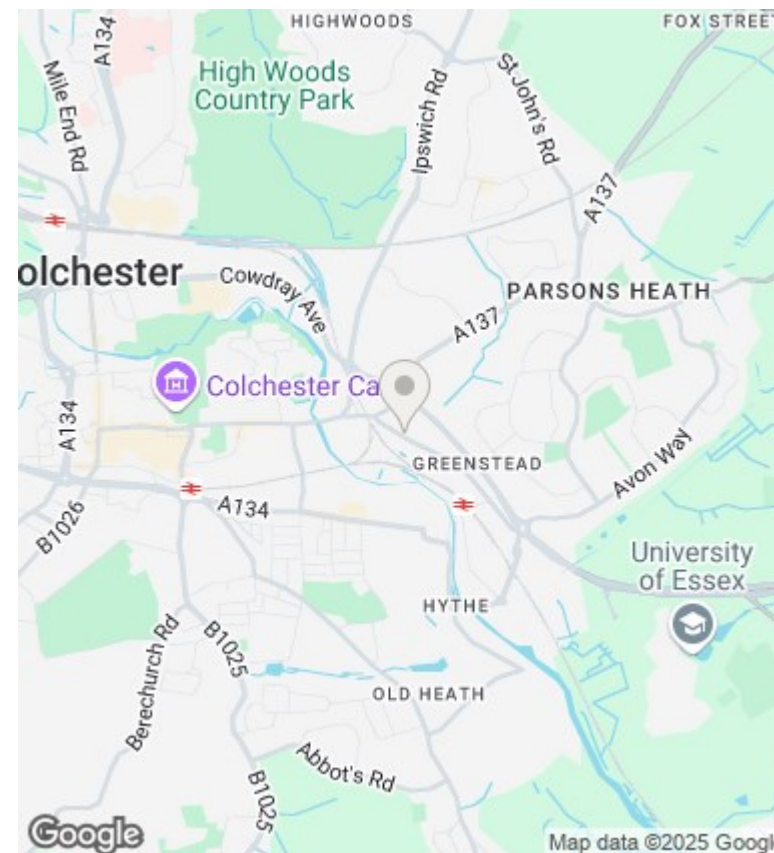 HIGHWOODS
FOX STREET
A134
Mile End Rd
High Woods
Country Park
Ipswich Rd
St John's Rd
A137
olchester
Cowdray Ave
PARSONS HEATH
A137
Colchester Ca
A134
GREENSTEAD
Avon Way
A134
B1026
University
of Essex
HYTHE
Berechurch Rd
B1025
OLD HEATH
Abbot's Rd
B1025
Google
Map data ©2025 Googl